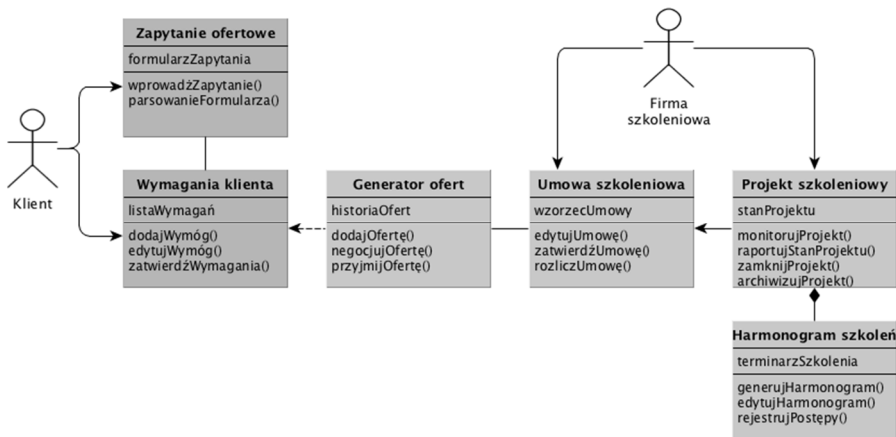 Zapytanie ofertowe
formularzZapytania
wprowadźZapytanie()
parsowanieFormularza()
Klient
Firma
szkoleniowa
Wymagania klienta
listaWymagań
dodajWymóg()
edytujWymóg()
zatwierdźWymagania()
Generator ofert
historiaOfert
dodajOfertę()
negocjujOfertę()
przyjmijOfertę()
Umowa szkoleniowa
wzorzecUmowy
edytujUmowę()
zatwierdźUmowę()
rozliczUmowę()
Projekt szkoleniowy
stanProjektu
monitorujProjekt()
raportujStanProjektu()
zamknijProjekt()
archiwizujProjekt()
Harmonogram szkoleń
terminarzSzkolenia
generujHarmonogram()
edytujHarmonogram()
rejestrujPostępy()